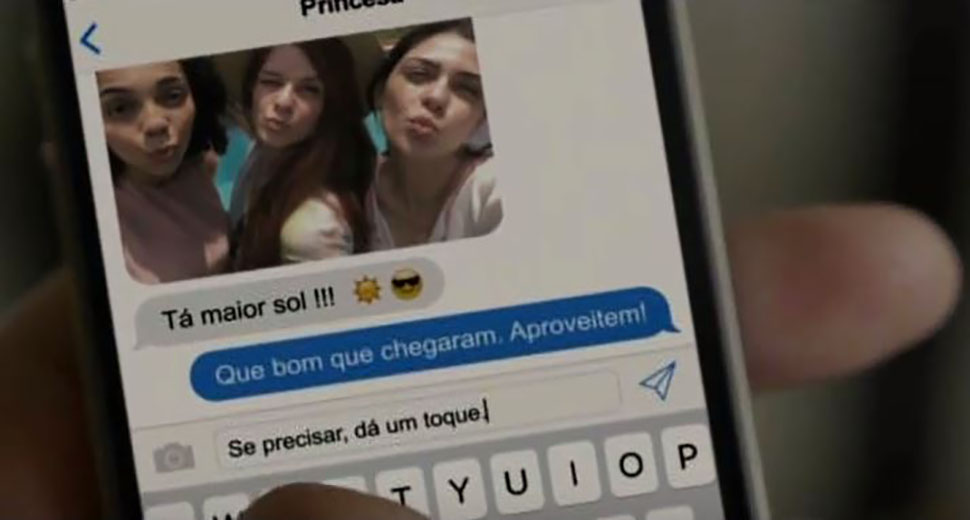 Princesa
Tá maior sol !!!
Que bom que chegaram. Aproveitem!
Se precisar, dá um toque.
W T Y U I O P